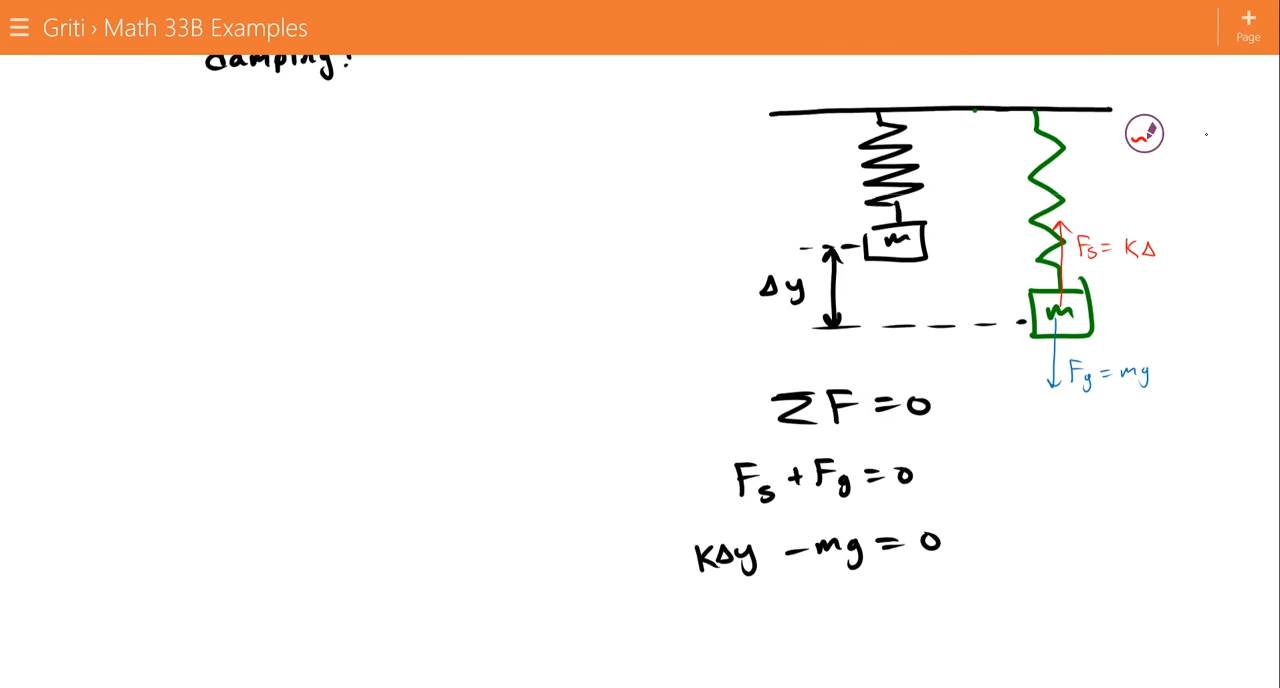 Griti › Math 33B Examples
+
Page
damping?
m
Δy
Fs = KΔ
m
Fg = mg
ΣF = 0
Fs + Fg = 0
KΔy - mg = 0